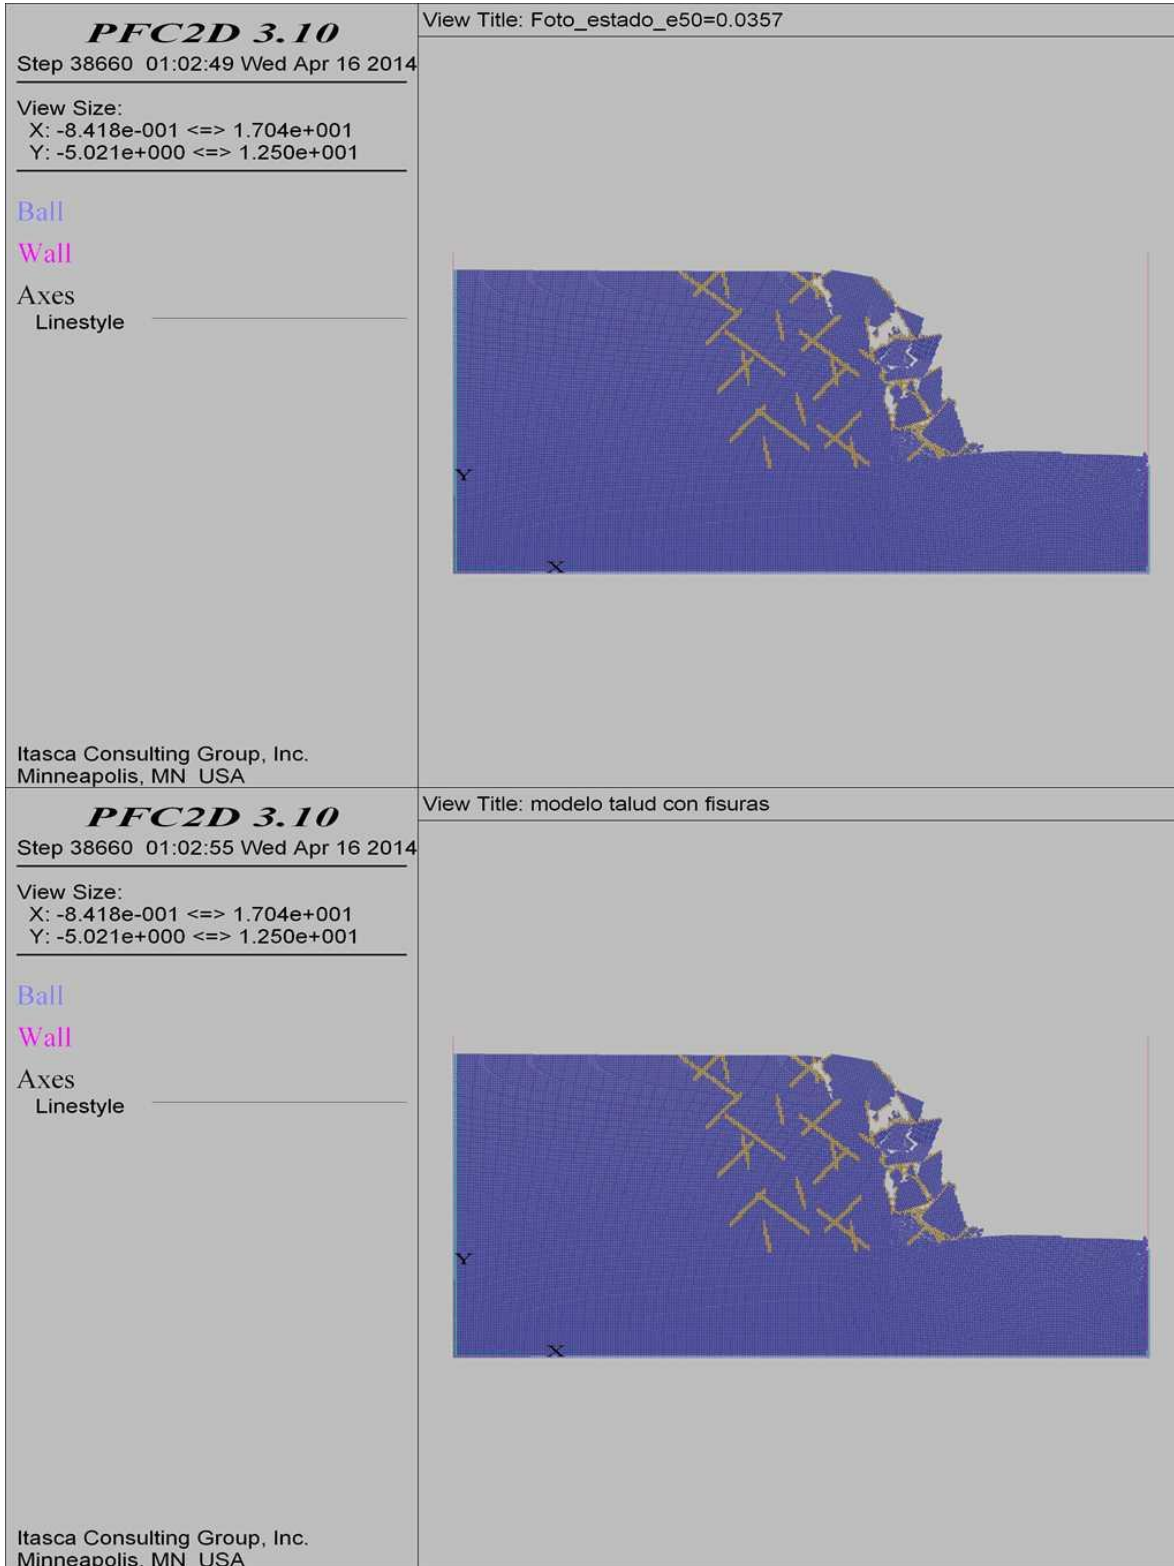 PFC2D 3.10
Step 38660 01:02:49 Wed Apr 16 2014
View Size:
X: -8.418e-001 <=> 1.704e+001
Y: -5.021e+000 <=> 1.250e+001
Ball
Wall
Axes
Linestyle
Itasca Consulting Group, Inc.
Minneapolis, MN USA
View Title: Foto_estado_e50=0.0357
Y
X
PFC2D 3.10
Step 38660 01:02:55 Wed Apr 16 2014
View Size:
X: -8.418e-001 <=> 1.704e+001
Y: -5.021e+000 <=> 1.250e+001
Ball
Wall
Axes
Linestyle
Itasca Consulting Group, Inc.
Minneapolis, MN USA
View Title: modelo talud con fisuras
Y
X